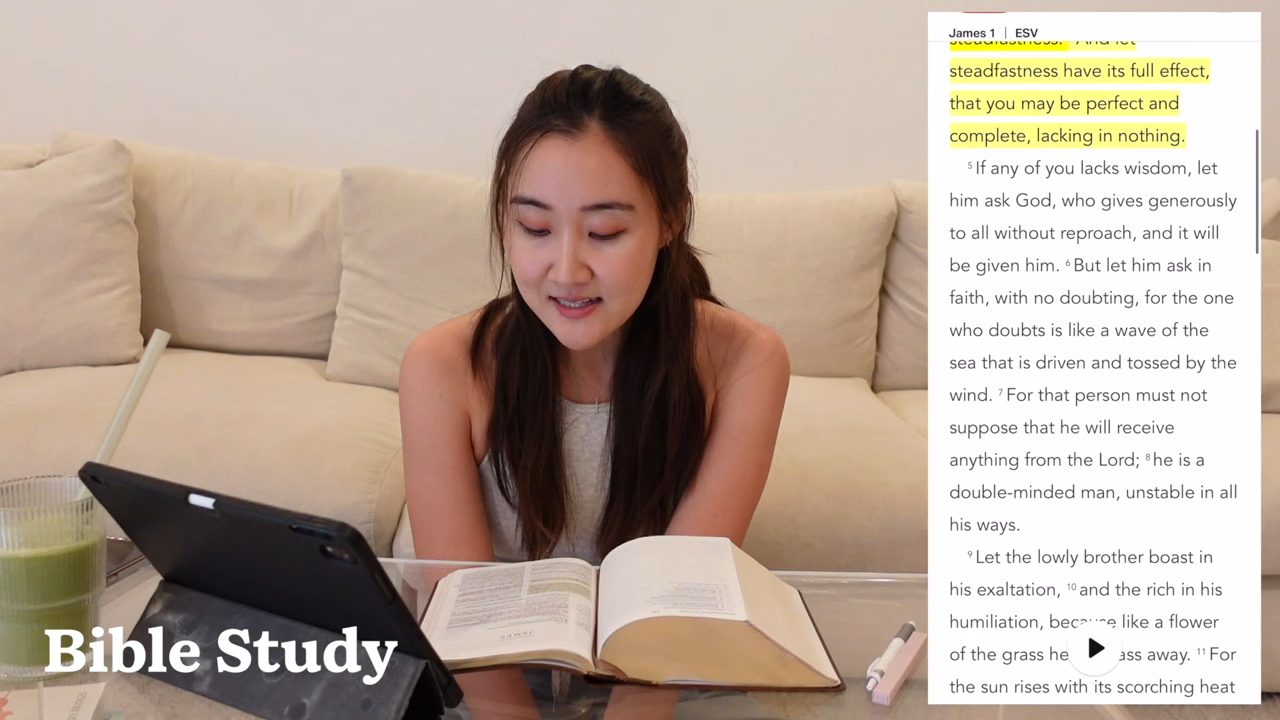 James 1 | ESV
steadfastness. And let
steadfastness have its full effect,
that you may be perfect and
complete, lacking in nothing.
5 If any of you lacks wisdom, let
him ask God, who gives generously
to all without reproach, and it will
be given him. 6 But let him ask in
faith, with no doubting, for the one
who doubts is like a wave of the
sea that is driven and tossed by the
wind. 7 For that person must not
suppose that he will receive
anything from the Lord; 8 he is a
double-minded man, unstable in all
his ways.
9 Let the lowly brother boast in
his exaltation, 10 and the rich in his
humiliation, because like a flower
of the grass he ass away. 11 For
the sun rises with its scorching heat
JAMES
Bible Study